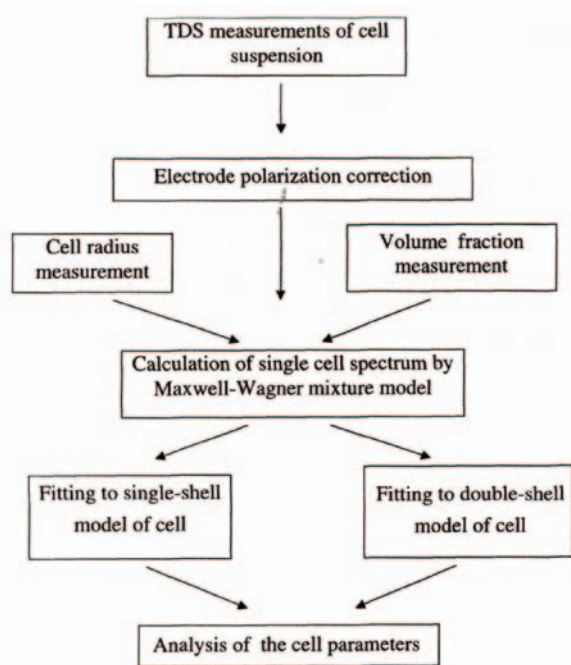 TDS measurements of cell
suspension
Electrode polarization correction
Cell radius
measurement
Volume fraction
measurement
Calculation of single cell spectrum by
Maxwell-Wagner mixture model
Fitting to single-shell
model of cell
Fitting to double-shell
model of cell
Analysis of the cell parameters